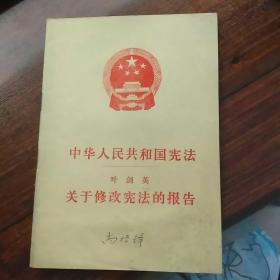 中华人民共和国宪法
叶剑英
关于修改宪法的报告